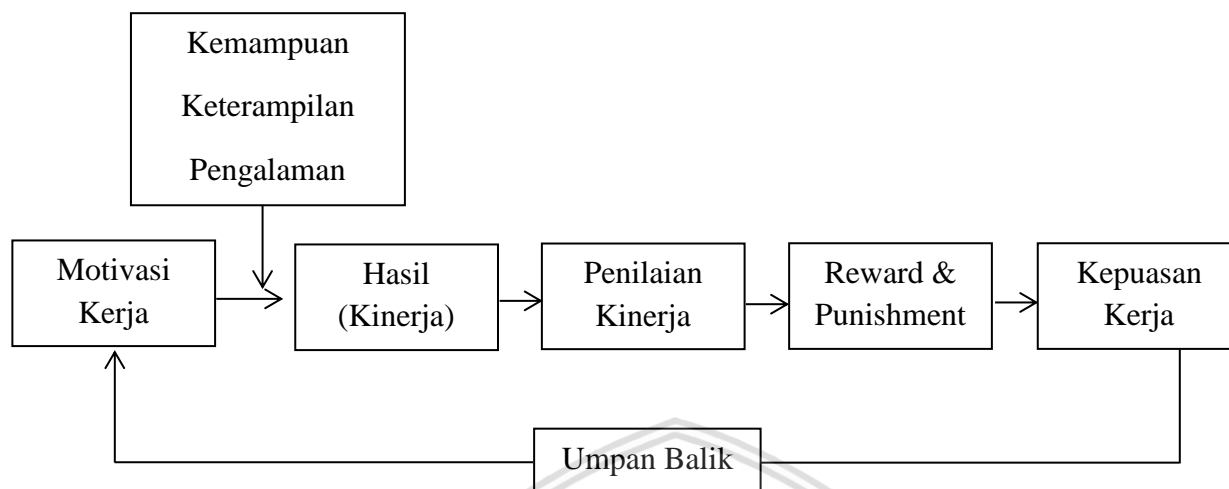 Kemampuan
Keterampilan
Pengalaman
Motivasi
Kerja
Hasil
(Kinerja)
Penilaian
Kinerja
Reward &
Punishment
Kepuasan
Kerja
Umpan Balik